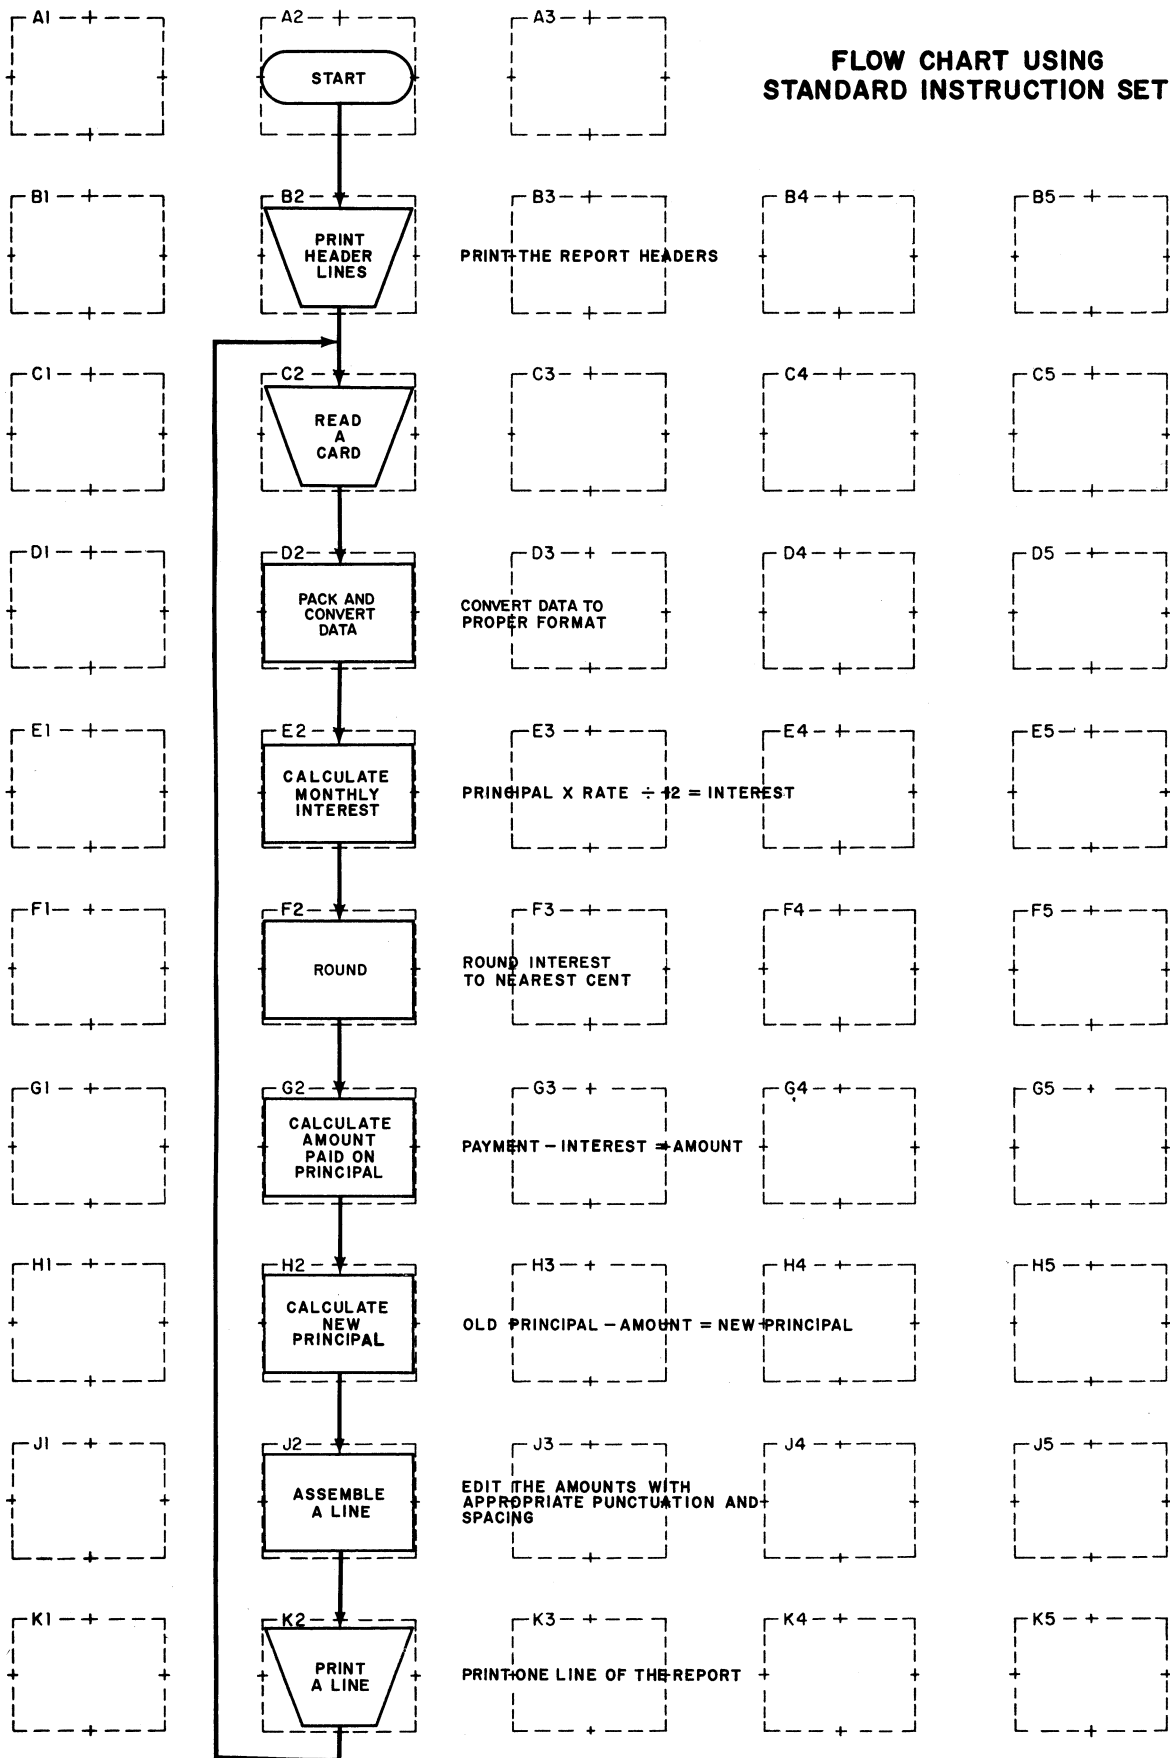 A1
A2
A3
START
FLOW CHART USING
STANDARD INSTRUCTION SET
B1
B2
B3
B4
B5
PRINT
HEADER
LINES
PRINT THE REPORT HEADERS
C1
C2
C3
C4
C5
READ
A
CARD
D1
D2
D3
D4
D5
PACK AND
CONVERT
DATA
CONVERT DATA TO
PROPER FORMAT
E1
E2
E3
E4
E5
CALCULATE
MONTHLY
INTEREST
PRINCIPAL X RATE ÷ 12 = INTEREST
F1
F2
F3
F4
F5
ROUND
ROUND INTEREST
TO NEAREST CENT
G1
G2
G3
G4
G5
CALCULATE
AMOUNT
PAID ON
PRINCIPAL
PAYMENT – INTEREST = AMOUNT
H1
H2
H3
H4
H5
CALCULATE
NEW
PRINCIPAL
OLD PRINCIPAL – AMOUNT = NEW PRINCIPAL
J1
J2
J3
J4
J5
ASSEMBLE
A LINE
EDIT THE AMOUNTS WITH
APPROPRIATE PUNCTUATION AND
SPACING
K1
K2
K3
K4
K5
PRINT
A LINE
PRINT ONE LINE OF THE REPORT